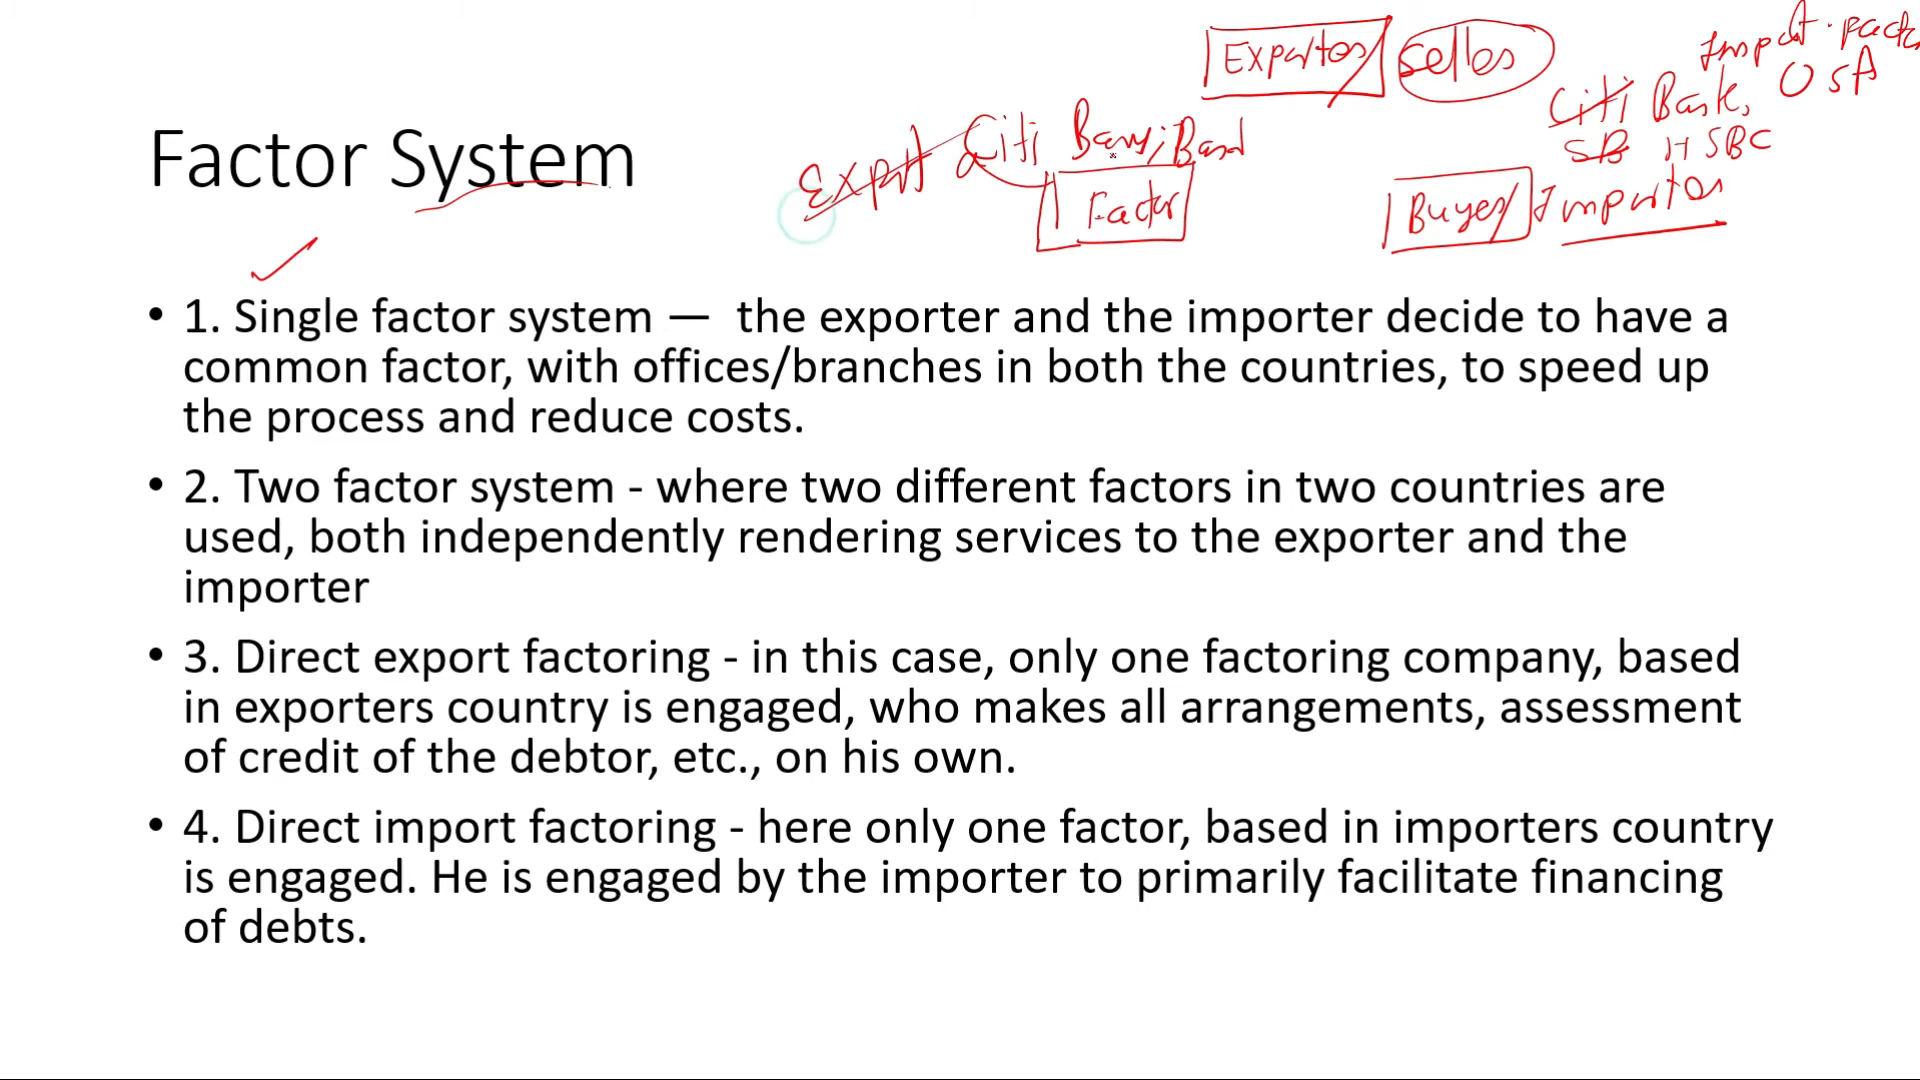 Import. Fact
Exporter/ Seller
USA
Citi Bank,
SB HSBC
Export Citi
Factor
Buyer/ Importer
Factor System
• 1. Single factor system — the exporter and the importer decide to have a
common factor, with offices/branches in both the countries, to speed up
the process and reduce costs.
• 2. Two factor system - where two different factors in two countries are
used, both independently rendering services to the exporter and the
importer
• 3. Direct export factoring - in this case, only one factoring company, based
in exporters country is engaged, who makes all arrangements, assessment
of credit of the debtor, etc., on his own.
• 4. Direct import factoring - here only one factor, based in importers country
is engaged. He is engaged by the importer to primarily facilitate financing
of debts.